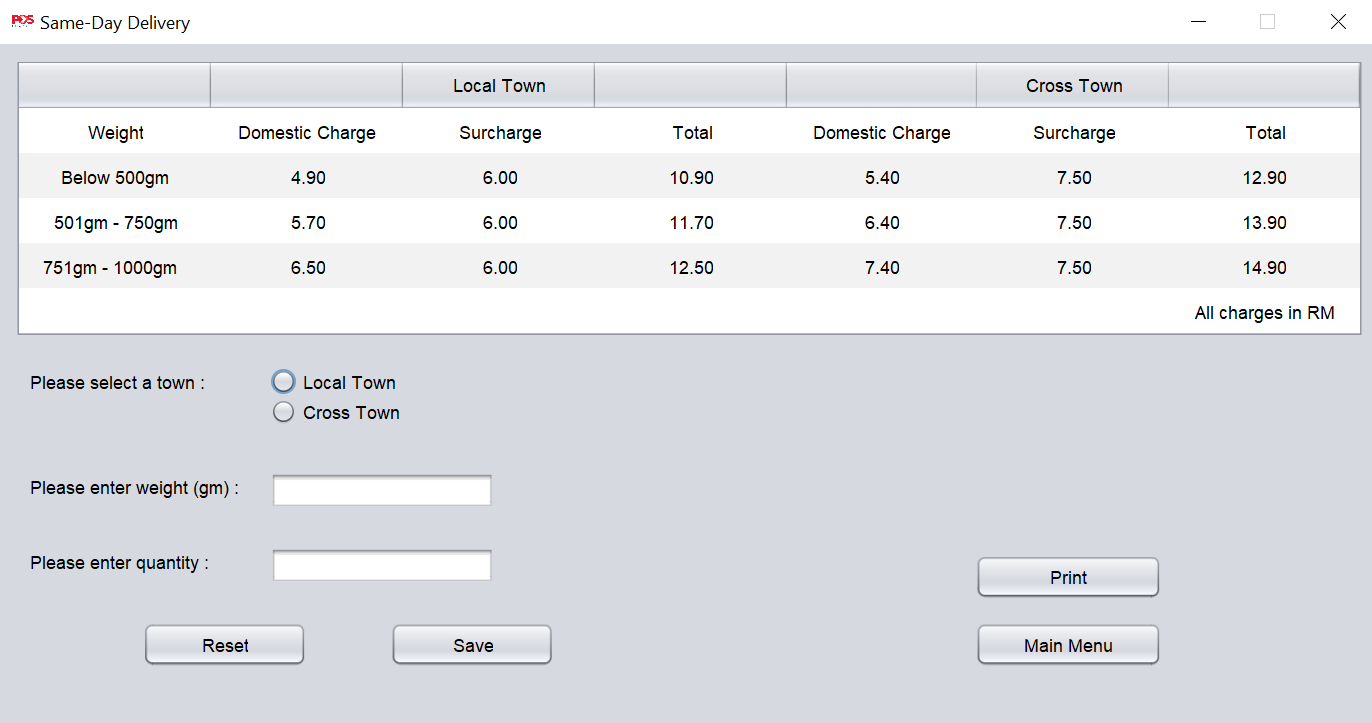 POS Same-Day Delivery
Local Town Cross Town
Weight Domestic Charge Surcharge Total Domestic Charge Surcharge Total
Below 500gm 4.90 6.00 10.90 5.40 7.50 12.90
501gm - 750gm 5.70 6.00 11.70 6.40 7.50 13.90
751gm - 1000gm 6.50 6.00 12.50 7.40 7.50 14.90
All charges in RM
Please select a town : Local Town
Cross Town
Please enter weight (gm) :
Please enter quantity :
Print
Reset Save Main Menu